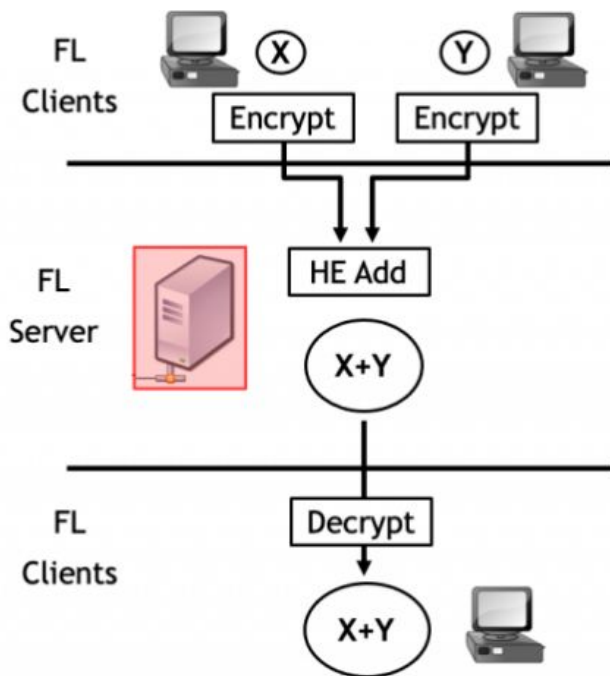 FL
Clients
X
Y
Encrypt
Encrypt
FL
Server
HE Add
X+Y
FL
Clients
Decrypt
X+Y